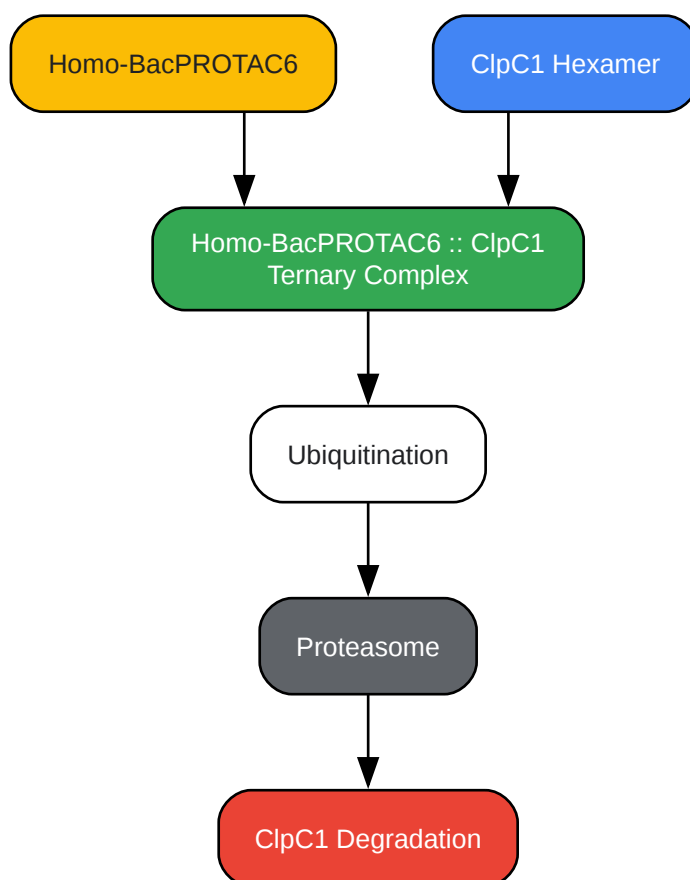 Homo-BacPROTAC6
ClpC1 Hexamer
Homo-BacPROTAC6 :: ClpC1
Ternary Complex
Ubiquitination
Proteasome
ClpC1 Degradation